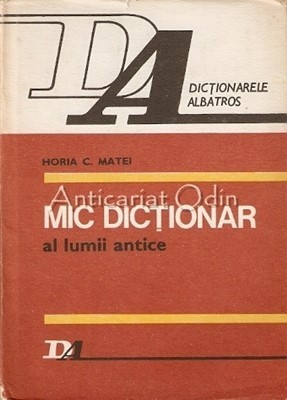 DA
DICȚIONARELE
ALBATROS
HORIA C. MATEI
Anticariat Odin
MIC DICȚIONAR
al lumii antice
DA